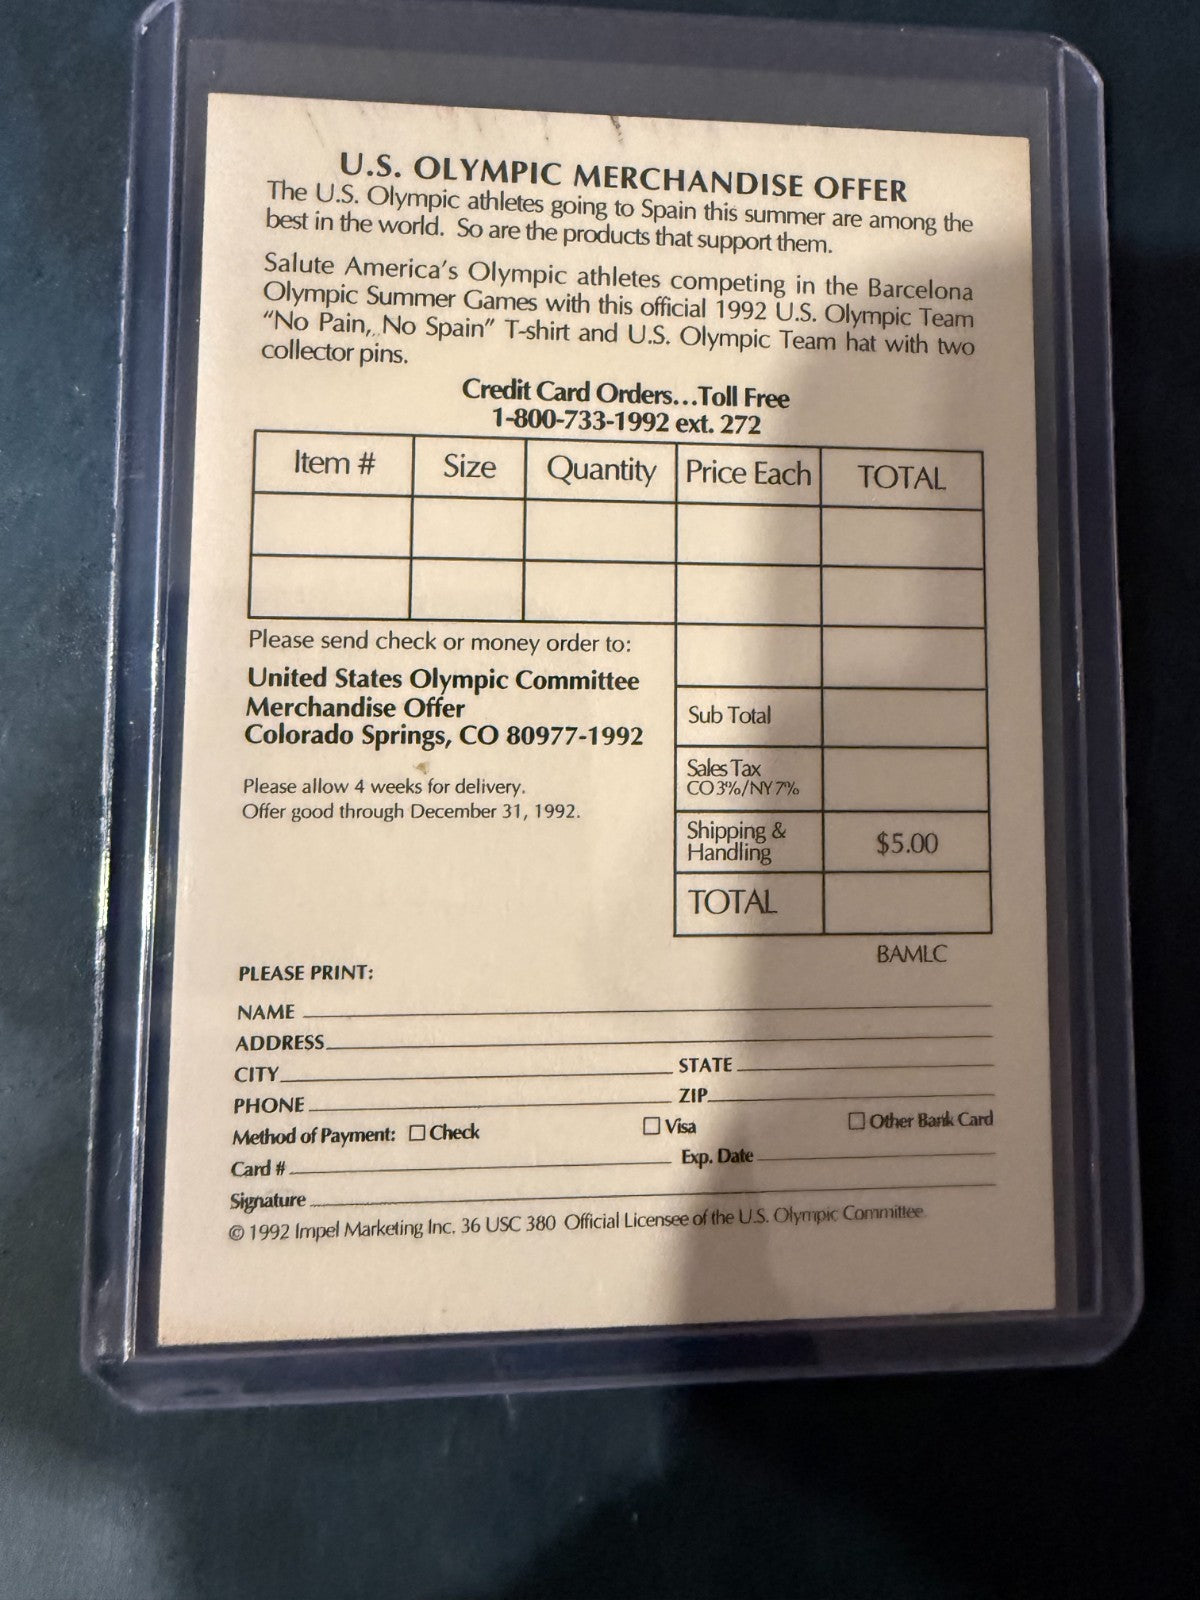 U.S. OLYMPIC MERCHANDISE OFFER
The U.S. Olympic athletes going to Spain this summer are among the
best in the world. So are the products that support them.
Salute America's Olympic athletes competing in the Barcelona
Olympic Summer Games with this official 1992 U.S. Olympic Team
"No Pain, No Spain" T-shirt and U.S. Olympic Team hat with two
collector pins.
Credit Card Orders...Toll Free
1-800-733-1992 ext. 272
Item # Size Quantity Price Each TOTAL
Please send check or money order to:
United States Olympic Committee
Merchandise Offer
Colorado Springs, CO 80977-1992
Please allow 4 weeks for delivery.
Offer good through December 31, 1992.
Sub Total
Sales Tax
CO 3%/NY 7%
Shipping &
Handling $5.00
TOTAL
BAMLC
PLEASE PRINT:
NAME
ADDRESS
CITY STATE
PHONE ZIP
Method of Payment: ☐ Check ☐ Visa ☐ Other Bank Card
Card # Exp. Date
Signature
© 1992 Impel Marketing Inc. 36 USC 380 Official Licensee of the U.S. Olympic Committee.